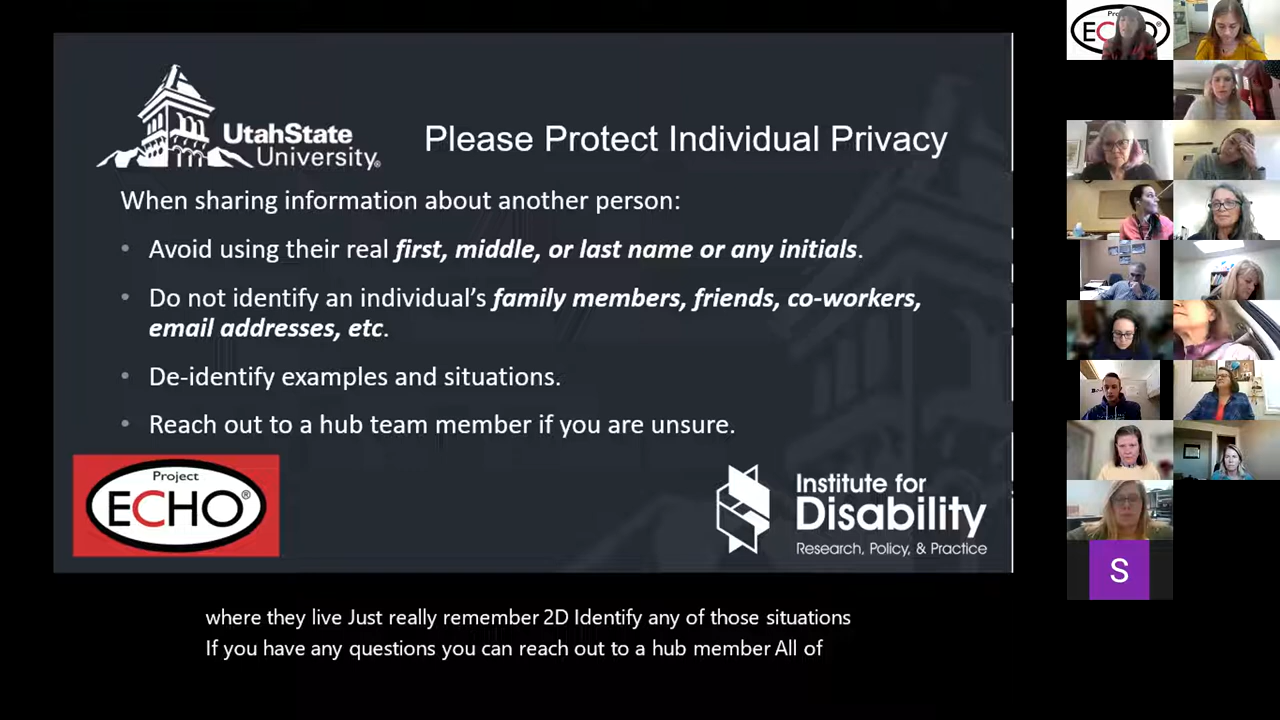 UtahState
University®
Please Protect Individual Privacy
When sharing information about another person:
• Avoid using their real first, middle, or last name or any initials.
• Do not identify an individual's family members, friends, co-workers,
email addresses, etc.
• De-identify examples and situations.
• Reach out to a hub team member if you are unsure.
Project
ECHO®
Institute for
Disability
Research, Policy, & Practice
where they live Just really remember 2D Identify any of those situations
If you have any questions you can reach out to a hub member All of
S